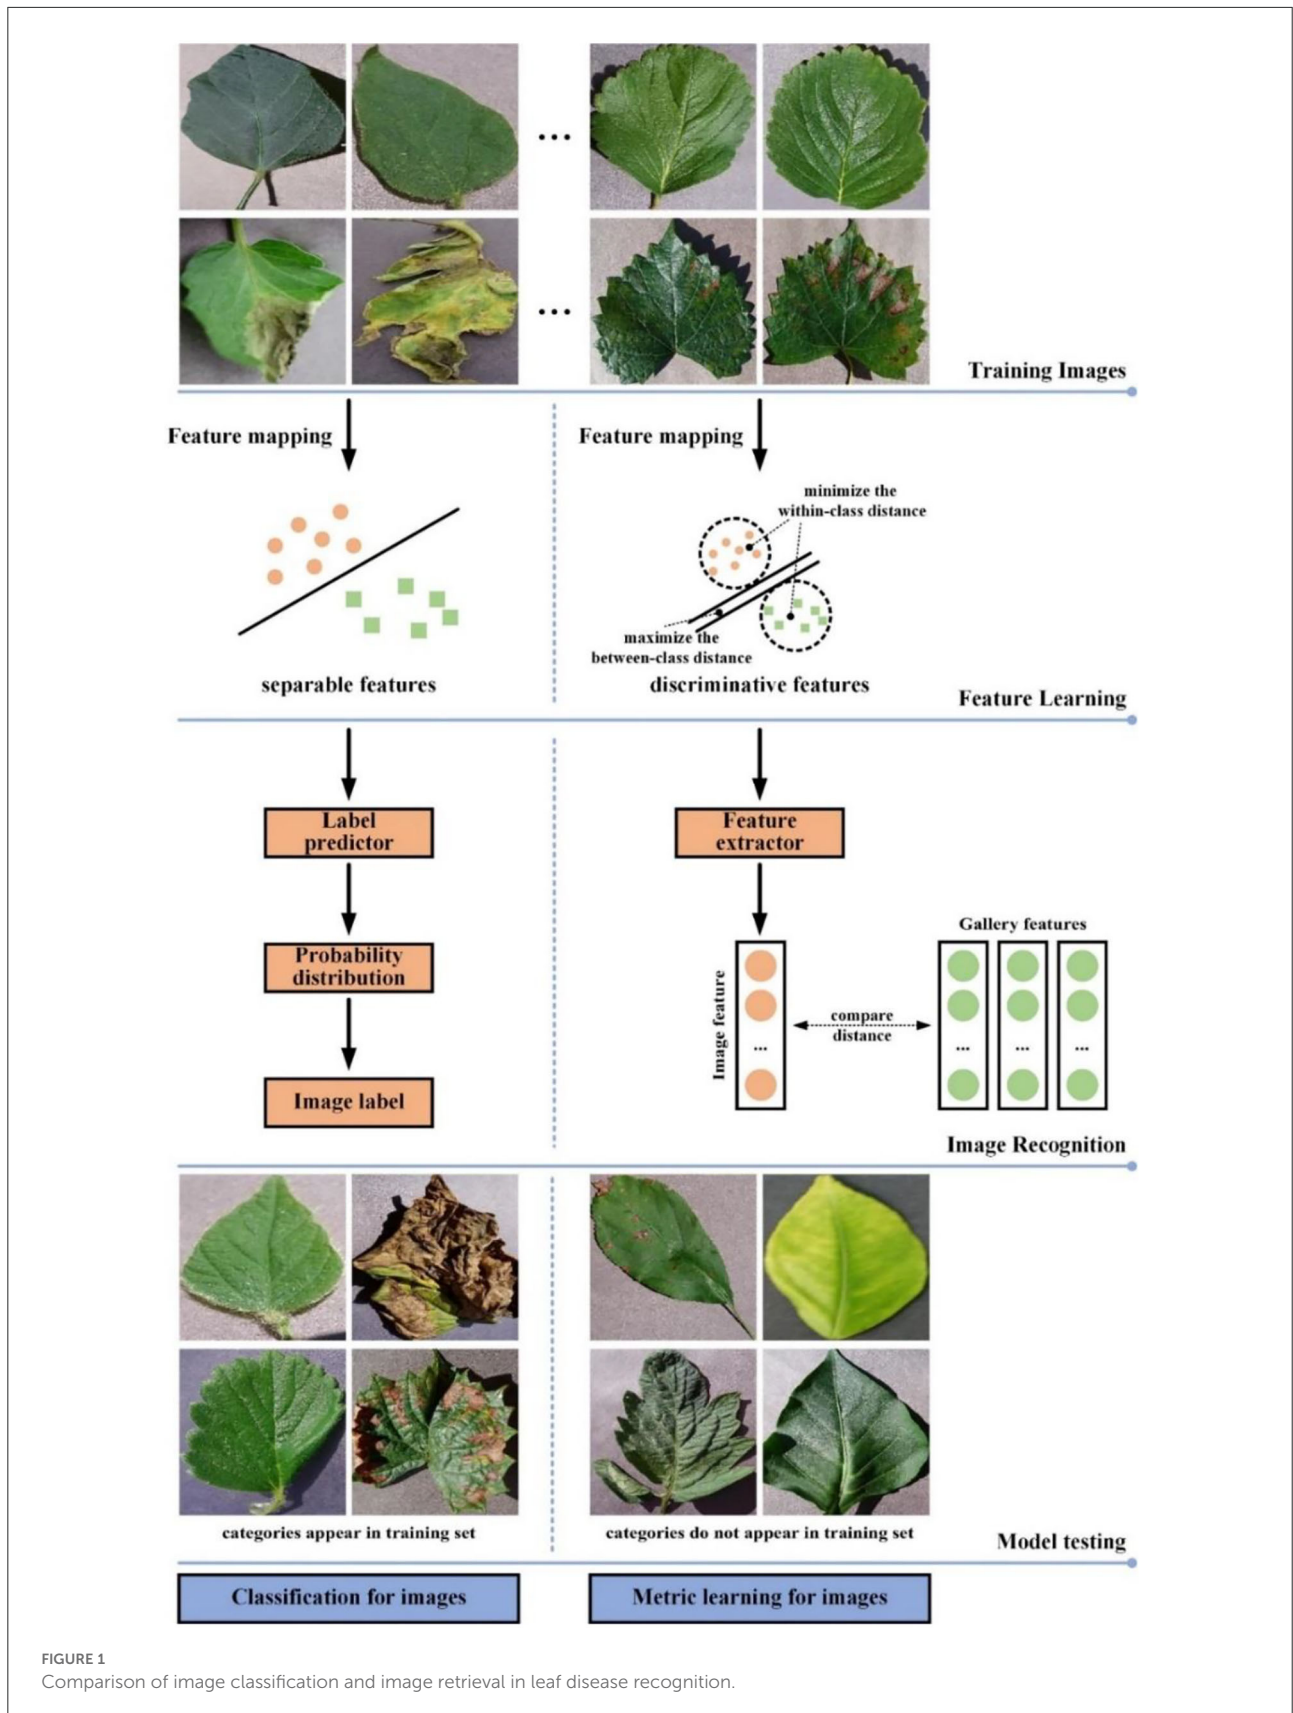 ...
...
Training Images
Feature mapping
Feature mapping
minimize the
within-class distance
maximize the
between-class distance
separable features
discriminative features
Feature Learning
Label
predictor
Probability
distribution
Image label
Feature
extractor
Image feature
...
compare
distance
Gallery features
...
...
...
Image Recognition
categories appear in training set
categories do not appear in training set
Model testing
Classification for images
Metric learning for images
FIGURE 1
Comparison of image classification and image retrieval in leaf disease recognition.